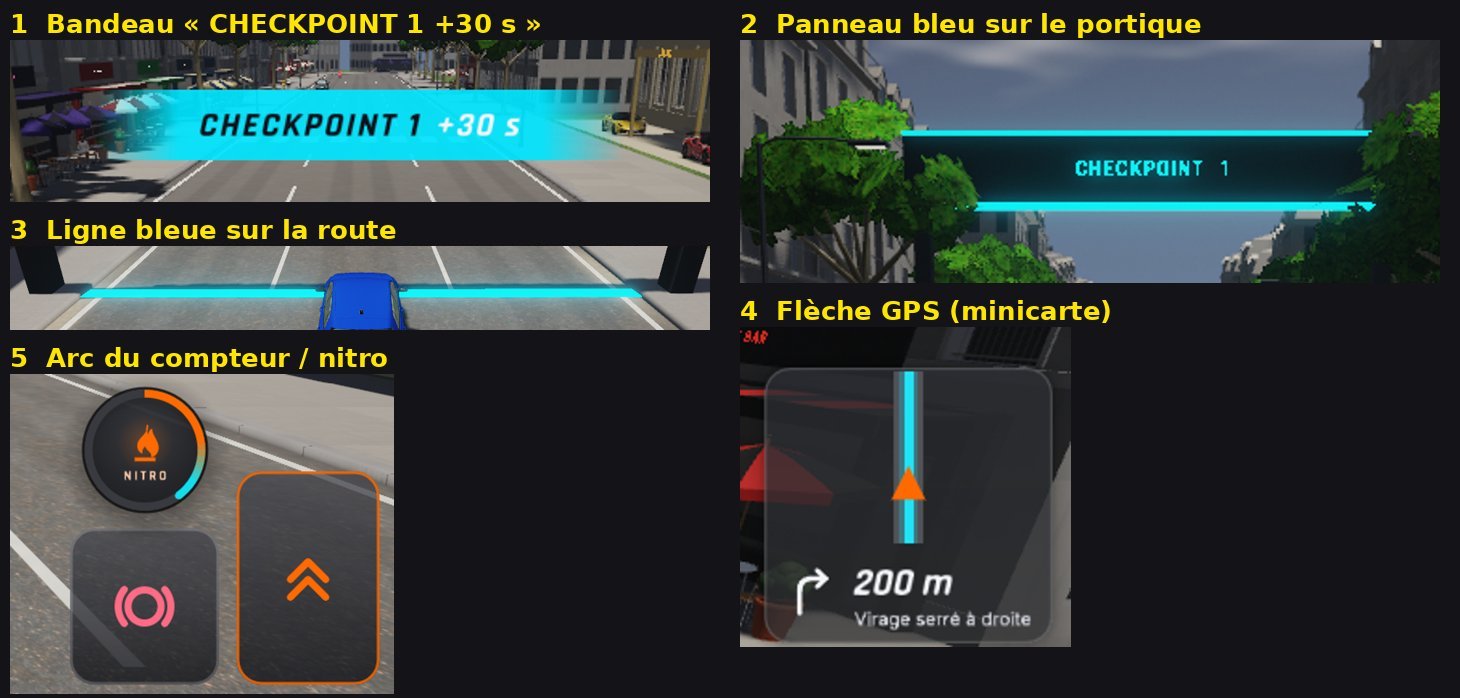 1 Bandeau « CHECKPOINT 1 +30 s »
CHECKPOINT 1 +30 s
2 Panneau bleu sur le portique
CHECKPOINT 1
3 Ligne bleue sur la route
4 Flèche GPS (minicarte)
BAR
200 m
Virage serré à droite
5 Arc du compteur / nitro
NITRO